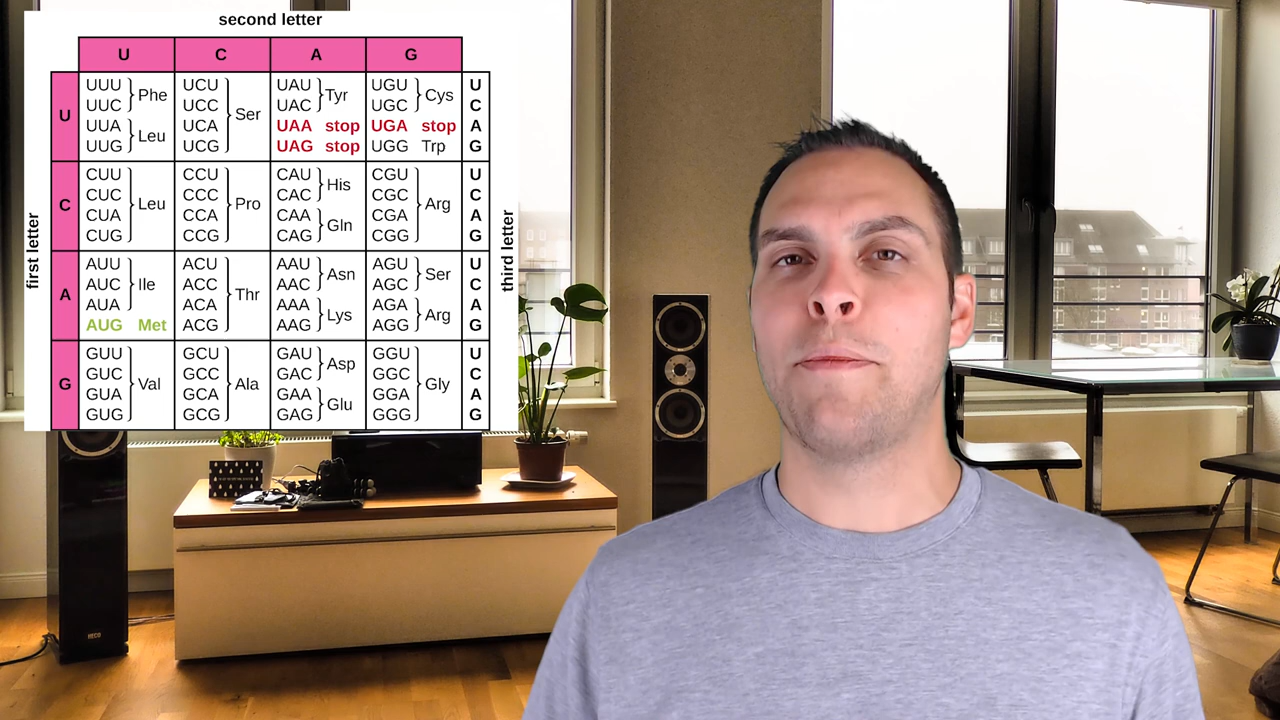 second letter
U C A G
first letter
third letter
U
UUU
UUC
Phe
UUA
UUG
Leu
UCU
UCC
UCA
UCG
Ser
UAU
UAC
Tyr
UAA stop
UAG stop
UGU
UGC
Cys
UGA stop
UGG Trp
U
C
A
G
C
CUU
CUC
CUA
CUG
Leu
CCU
CCC
CCA
CCG
Pro
CAU
CAC
His
CAA
CAG
Gln
CGU
CGC
CGA
CGG
Arg
U
C
A
G
A
AUU
AUC
AUA
Ile
AUG Met
ACU
ACC
ACA
ACG
Thr
AAU
AAC
Asn
AAA
AAG
Lys
AGU
AGC
Ser
AGA
AGG
Arg
U
C
A
G
G
GUU
GUC
GUA
GUG
Val
GCU
GCC
GCA
GCG
Ala
GAU
GAC
Asp
GAA
GAG
Glu
GGU
GGC
GGA
GGG
Gly
U
C
A
G
HECO